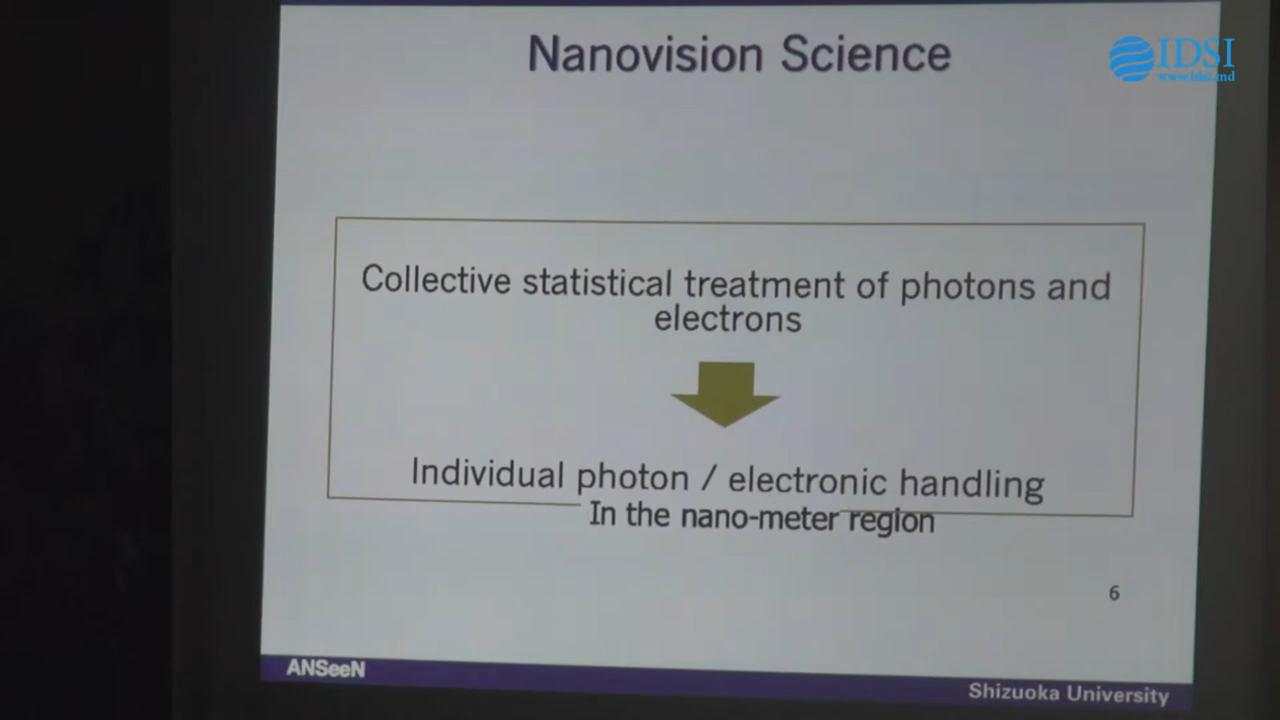 Nanovision Science
IDSI
www.idsi.md
Collective statistical treatment of photons and
electrons
Individual photon / electronic handling
In the nano-meter region
6
ANSeeN
Shizuoka University